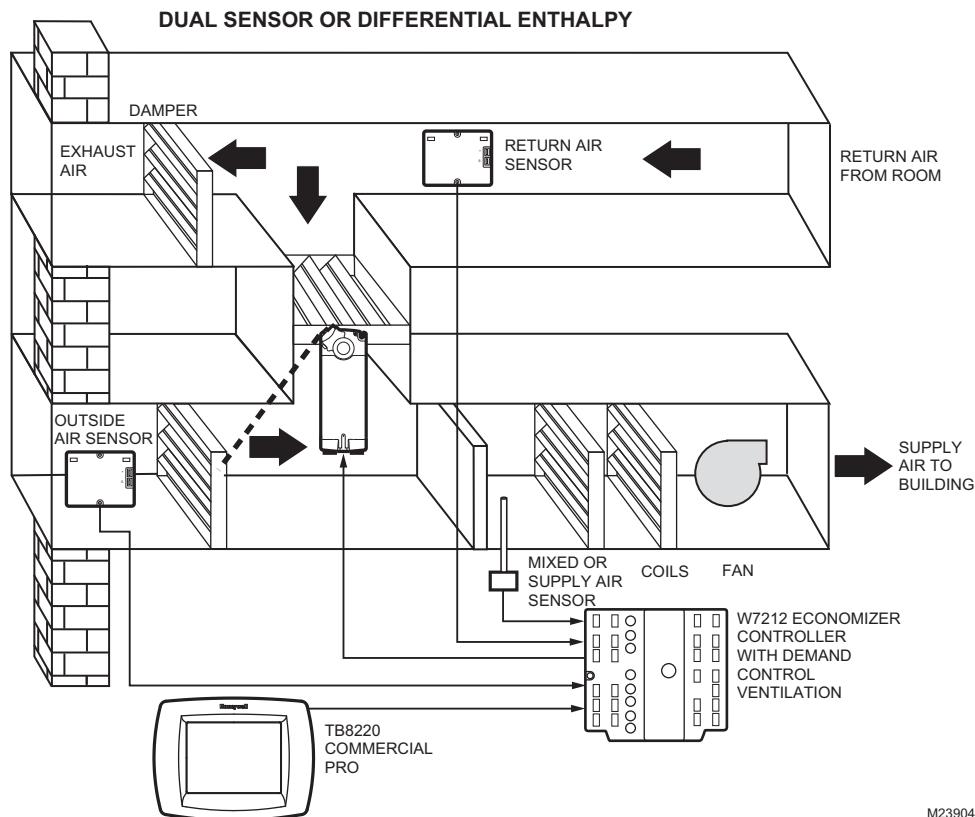 DUAL SENSOR OR DIFFERENTIAL ENTHALPY
DAMPER
EXHAUST
AIR
RETURN AIR
SENSOR
RETURN AIR
FROM ROOM
OUTSIDE
AIR SENSOR
SUPPLY
AIR TO
BUILDING
MIXED OR
SUPPLY AIR
SENSOR
COILS
FAN
W7212 ECONOMIZER
CONTROLLER
WITH DEMAND
CONTROL
VENTILATION
Honeywell
TB8220
COMMERCIAL
PRO
M23904